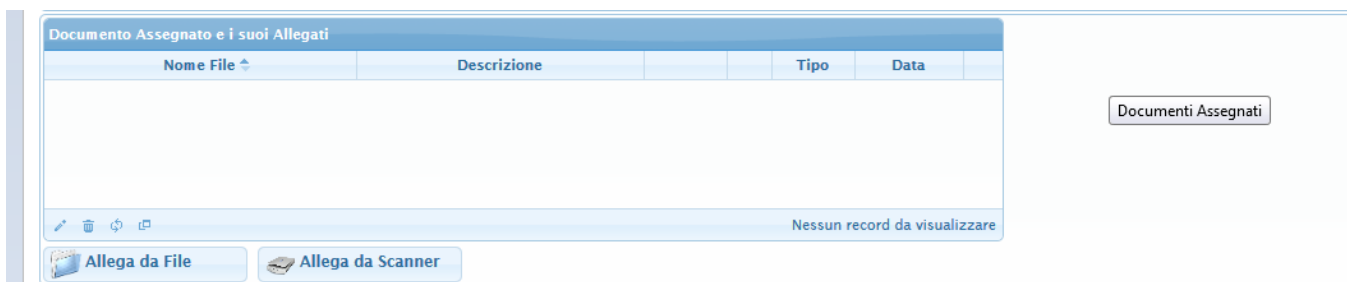 Documento Assegnato e i suoi Allegati
Nome File Descrizione Tipo Data
Documenti Assegnati
Nessun record da visualizzare
Allega da File Allega da Scanner